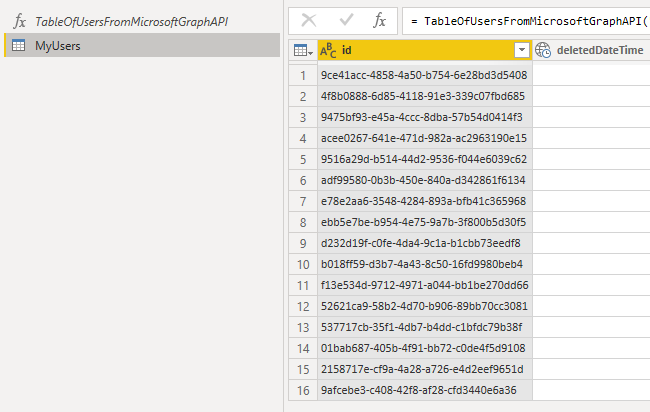 TableOfUsersFromMicrosoftGraphAPI
MyUsers
fx
= TableOfUsersFromMicrosoftGraphAPI(
ABC id deletedDateTime
1 9ce41acc-4858-4a50-b754-6e28bd3d5408
2 4f8b0888-6d85-4118-91e3-339c07fbd685
3 9475bf93-e45a-4ccc-8dba-57b54d0414f3
4 acee0267-641e-471d-982a-ac2963190e15
5 9516a29d-b514-44d2-9536-f044e6039c62
6 adf99580-0b3b-450e-840a-d342861f6134
7 e78e2aa6-3548-4284-893a-bfb41c365968
8 ebb5e7be-b954-4e75-9a7b-3f800b5d30f5
9 d232d19f-c0fe-4da4-9c1a-b1cbb73eedf8
10 b018ff59-d3b7-4a43-8c50-16fd9980beb4
11 f13e534d-9712-4971-a044-bb1be270dd66
12 52621ca9-58b2-4d70-b906-89bb70cc3081
13 537717cb-35f1-4db7-b4dd-c1bfdc79b38f
14 01bab687-405b-4f91-bb72-c0de4f5d9108
15 2158717e-cf9a-4a28-a726-e4d2eef9651d
16 9afcebe3-c408-42f8-af28-cfd3440e6a36